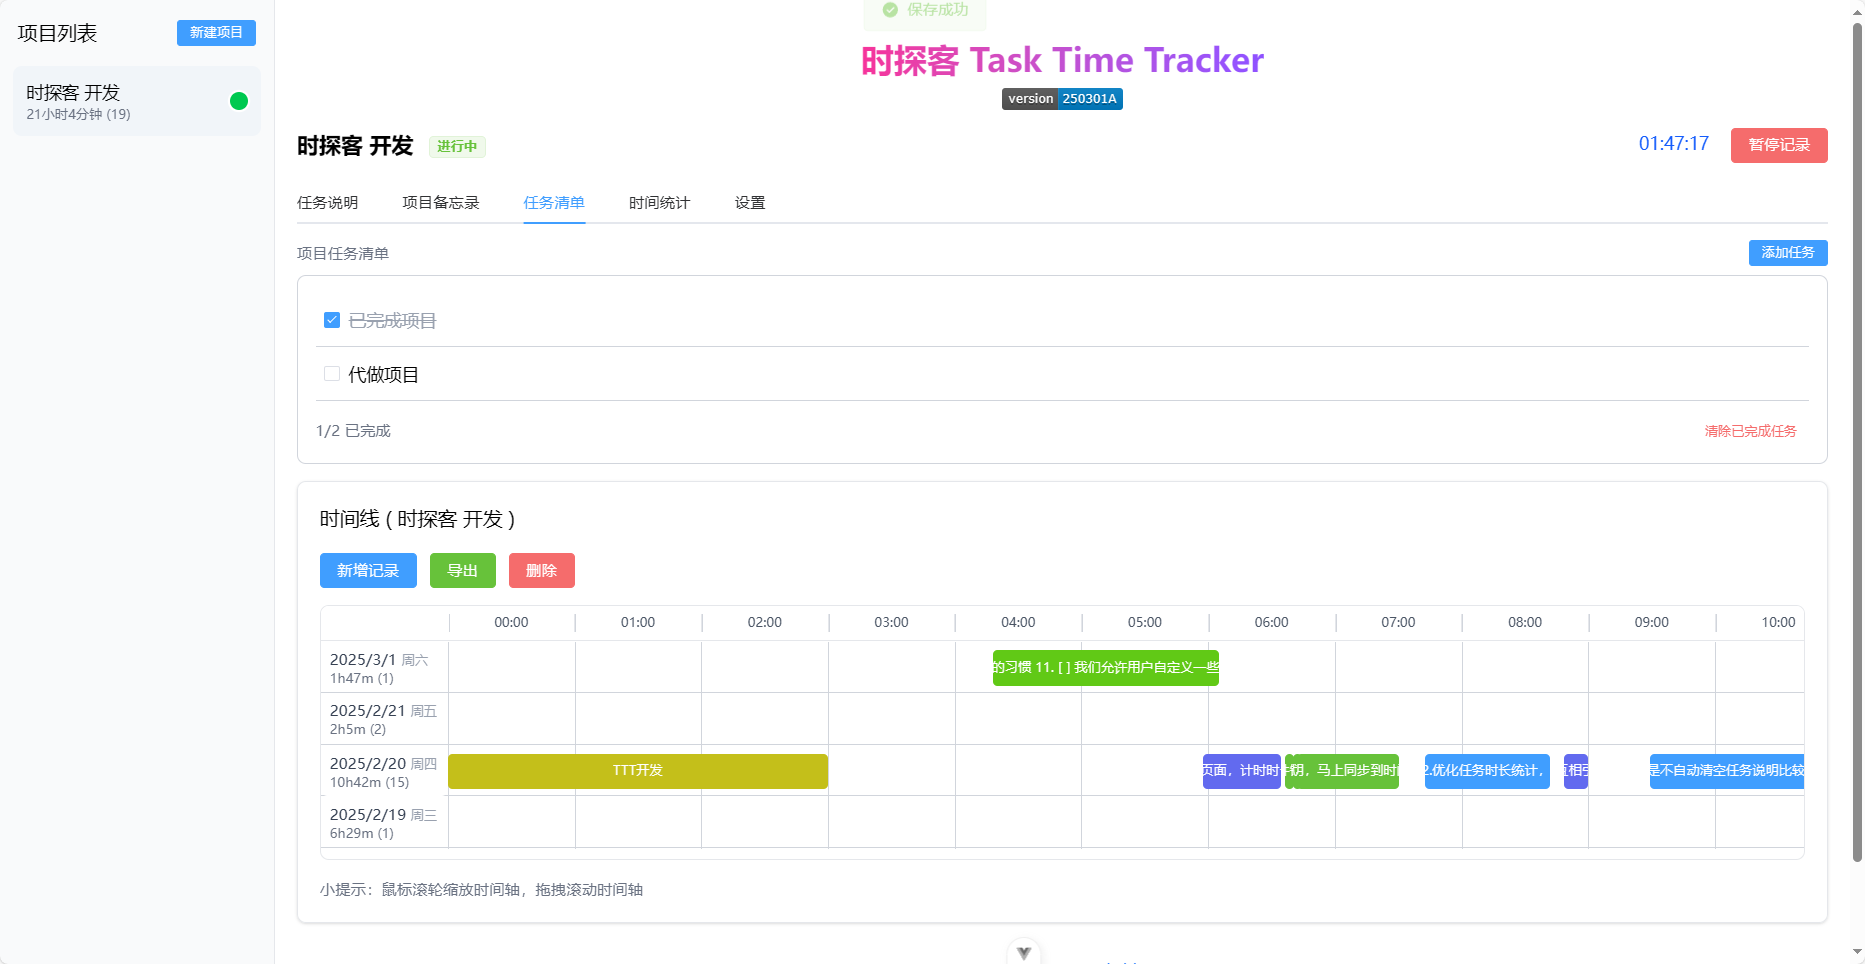 项目列表
新建项目
时探客 开发
21小时4分钟 (19)
保存成功
时探客 Task Time Tracker
version 250301A
时探客 开发 进行中
01:47:17
暂停记录
任务说明 项目备忘录 任务清单 时间统计 设置
项目任务清单
添加任务
已完成项目
代做项目
1/2 已完成
清除已完成任务
时间线 ( 时探客 开发 )
新增记录 导出 删除
00:00 01:00 02:00 03:00 04:00 05:00 06:00 07:00 08:00 09:00 10:00
2025/3/1 周六
1h47m (1)
的习惯 11. [ ] 我们允许用户自定义一些
2025/2/21 周五
2h5m (2)
2025/2/20 周四
10h42m (15)
TTT开发
页面，计时时
钥，马上同步到时
2.优化任务时长统计，
相
是不自动清空任务说明比较
2025/2/19 周三
6h29m (1)
小提示：鼠标滚轮缩放时间轴，拖拽滚动时间轴